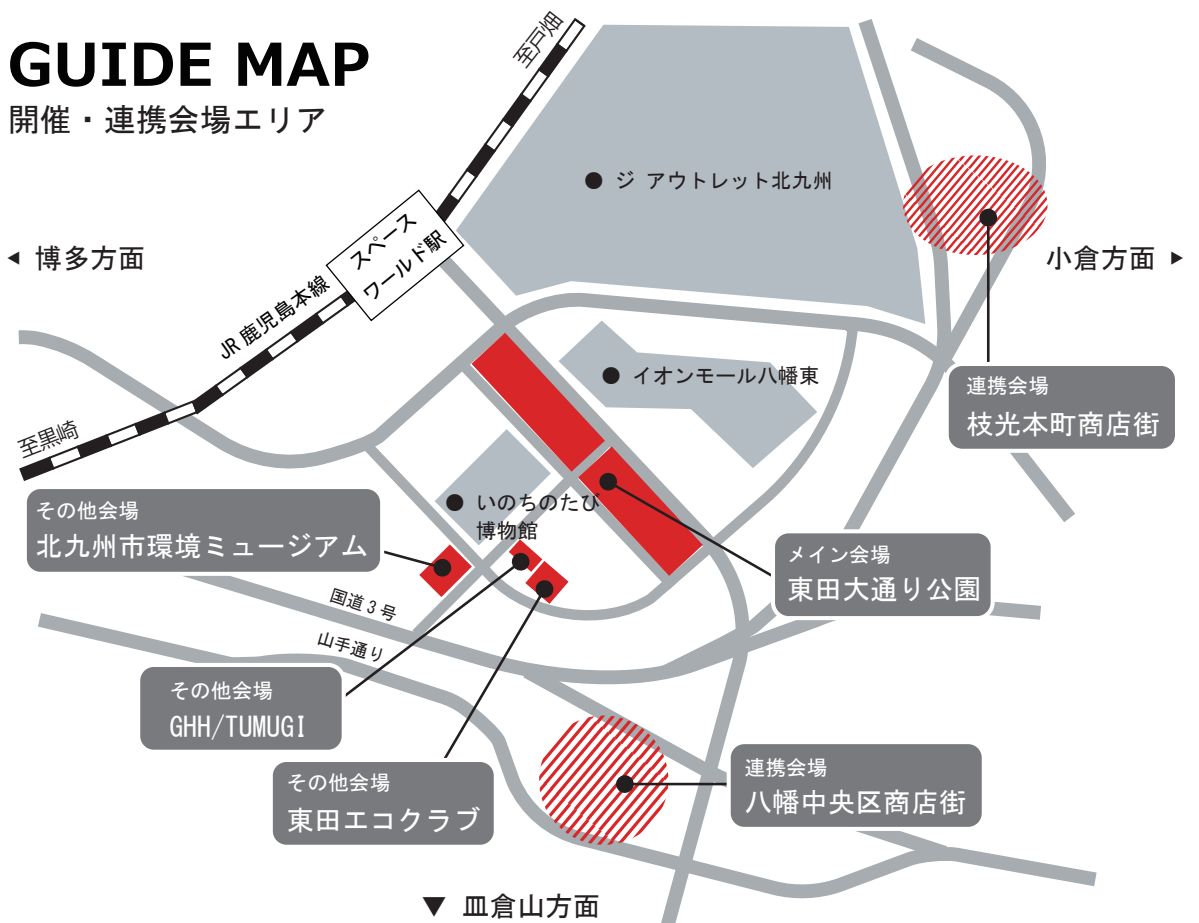 GUIDE MAP
開催・連携会場エリア
至戸畑
ジ アウトレット北九州
スペース
ワールド駅
◀ 博多方面
小倉方面 ▶
JR鹿児島本線
イオンモール八幡東
連携会場
枝光本町商店街
至黒崎
いのちのたび
博物館
その他会場
北九州市環境ミュージアム
メイン会場
東田大通り公園
国道3号
山手通り
その他会場
GHH/TUMUGI
その他会場
東田エコクラブ
連携会場
八幡中央区商店街
▼ 皿倉山方面